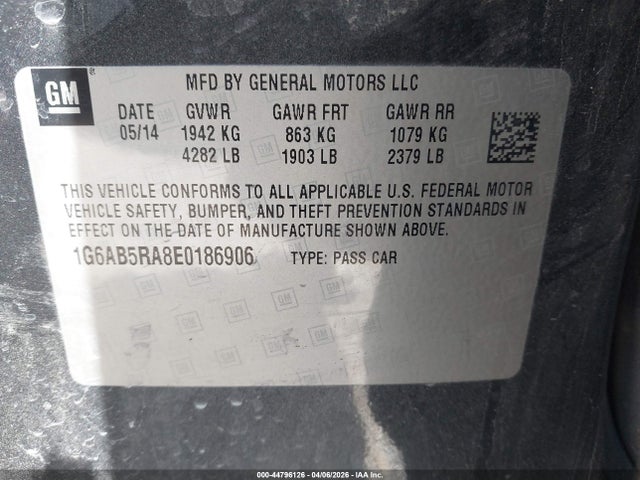 GM
MFD BY GENERAL MOTORS LLC
DATE GVWR GAWR FRT GAWR RR
05/14 1942 KG 863 KG 1079 KG
4282 LB 1903 LB 2379 LB
THIS VEHICLE CONFORMS TO ALL APPLICABLE U.S. FEDERAL MOTOR
VEHICLE SAFETY, BUMPER, AND THEFT PREVENTION STANDARDS IN
EFFECT ON THE DATE OF MANUFACTURE SHOWN ABOVE.
1G6AB5RA8E0186906 TYPE: PASS CAR
000-44796126 - 04/06/2026 - IAA Inc.